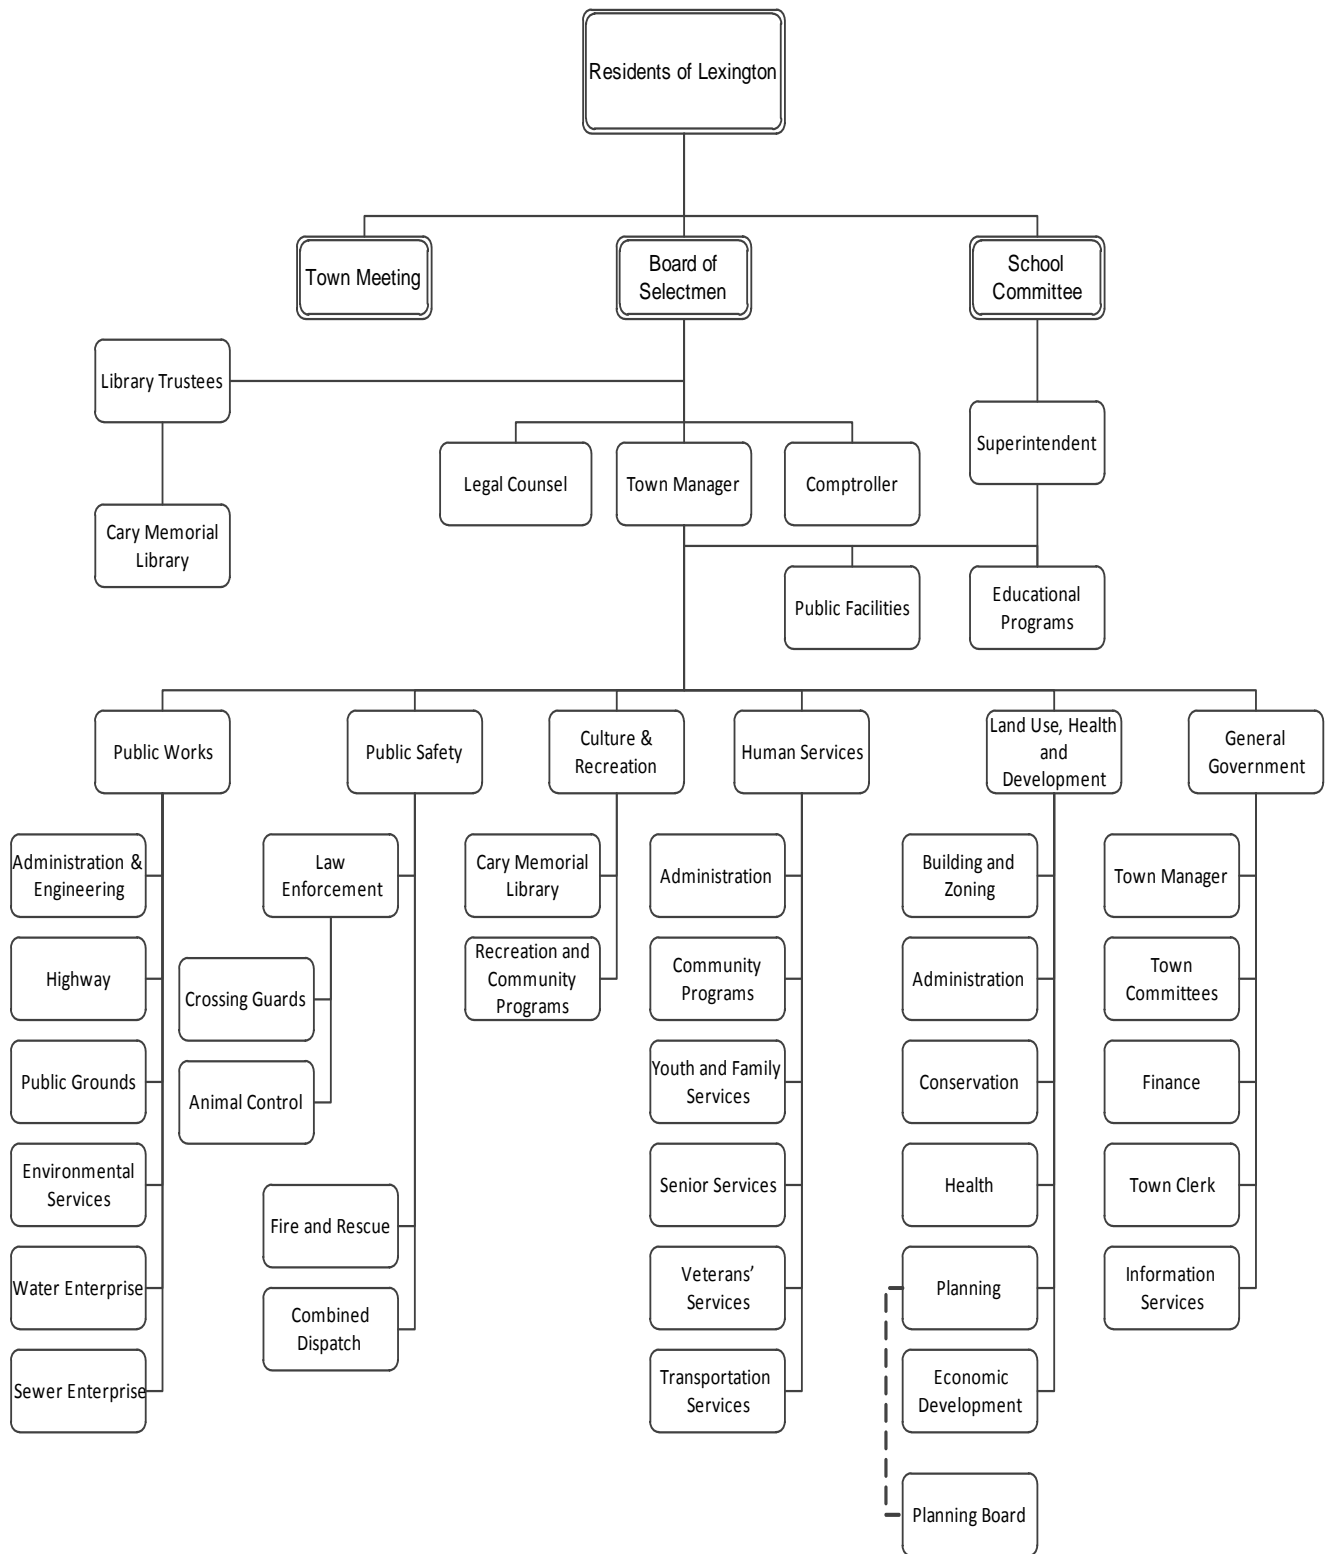 Residents of Lexington
Town Meeting
Board of
Selectmen
School
Committee
Library Trustees
Cary Memorial
Library
Legal Counsel
Town Manager
Comptroller
Superintendent
Public Facilities
Educational
Programs
Public Works
Public Safety
Culture &
Recreation
Human Services
Land Use, Health
and
Development
General
Government
Administration &
Engineering
Highway
Public Grounds
Environmental
Services
Water Enterprise
Sewer Enterprise
Law
Enforcement
Crossing Guards
Animal Control
Fire and Rescue
Combined
Dispatch
Cary Memorial
Library
Recreation and
Community
Programs
Administration
Community
Programs
Youth and Family
Services
Senior Services
Veterans’
Services
Transportation
Services
Building and
Zoning
Administration
Conservation
Health
Planning
Economic
Development
Planning Board
Town Manager
Town
Committees
Finance
Town Clerk
Information
Services